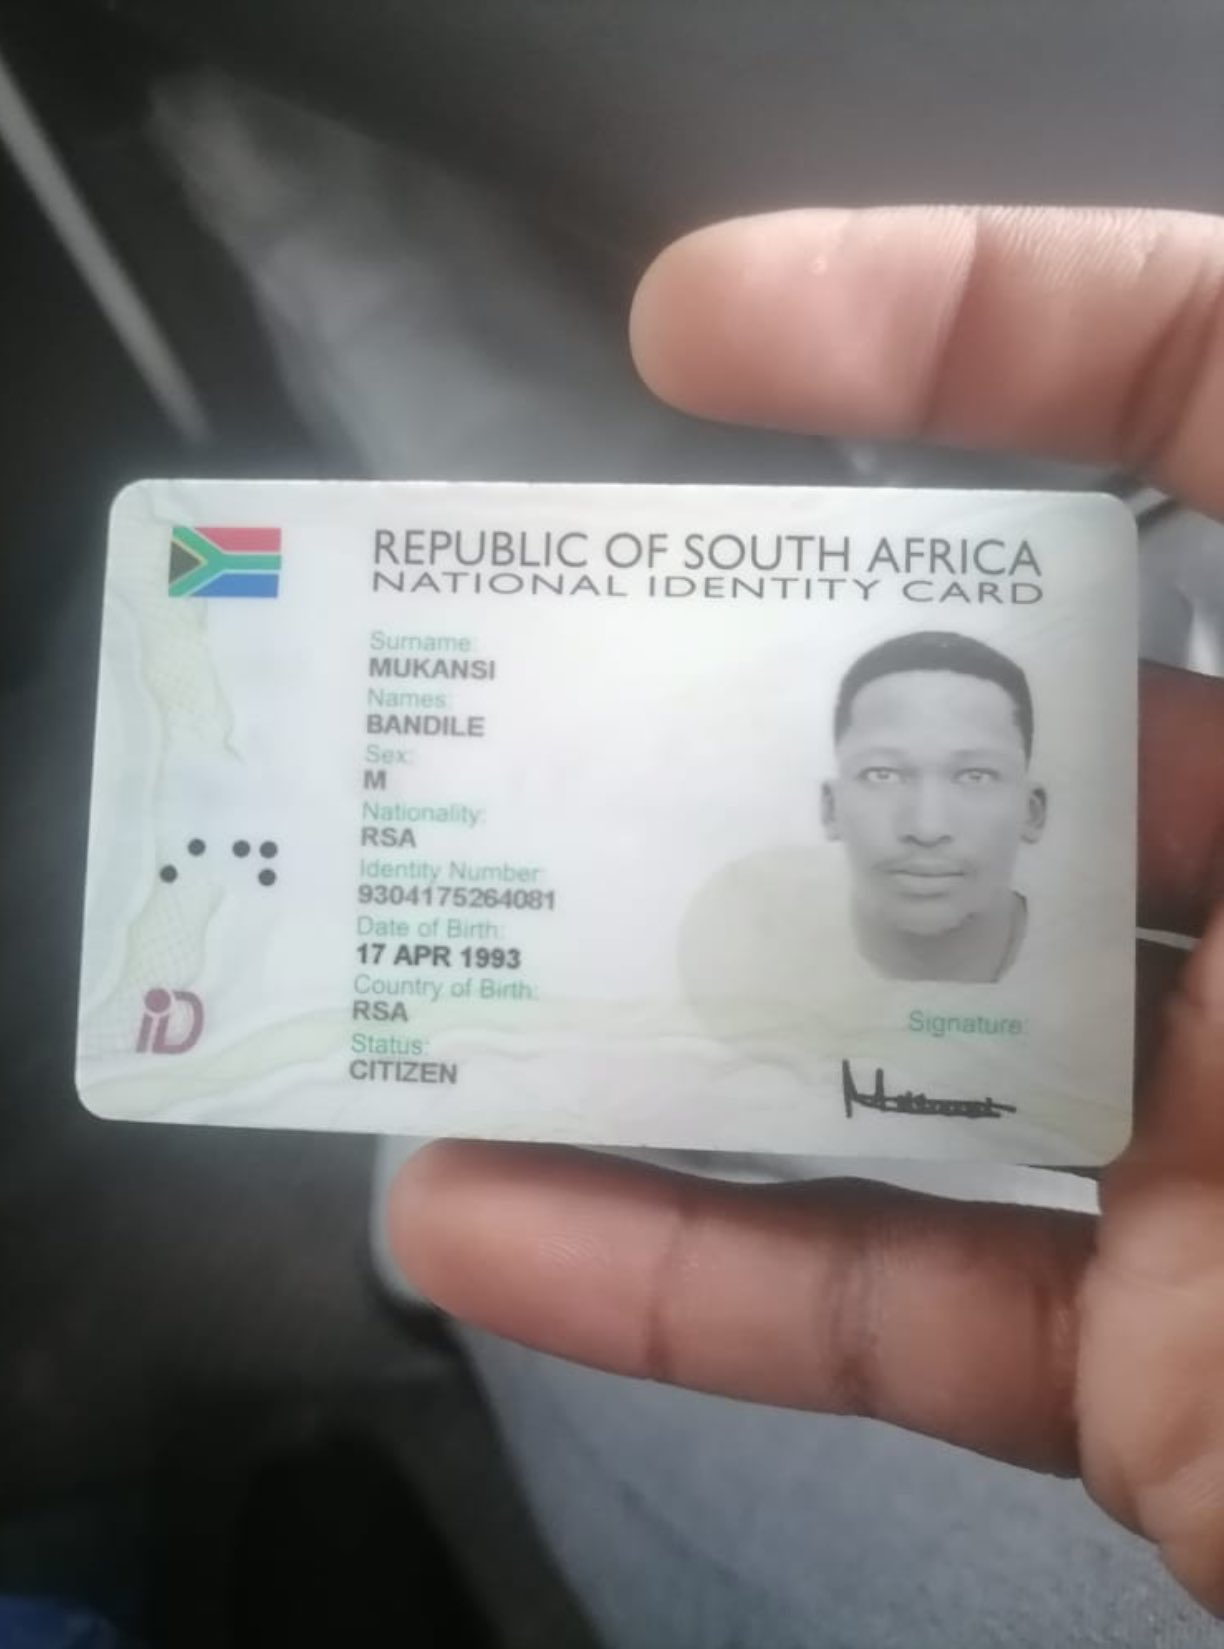 REPUBLIC OF SOUTH AFRICA
NATIONAL IDENTITY CARD
Surname:
MUKANSI
Names:
BANDILE
Sex:
M
Nationality:
RSA
Identity Number:
9304175264081
Date of Birth:
17 APR 1993
Country of Birth:
RSA
Status:
CITIZEN
iD
Signature: